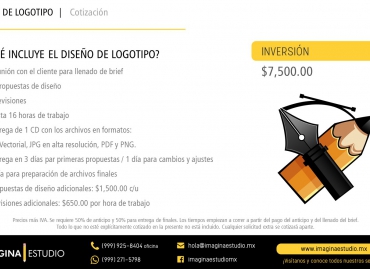 DE LOGOTIPO | Cotización
É INCLUYE EL DISEÑO DE LOGOTIPO?
INVERSIÓN
$7,500.00
unión con el cliente para llenado de brief
ropuestas de diseño
evisiones
ta 16 horas de trabajo
rega de 1 CD con los archivos en formatos:
Vectorial, JPG en alta resolución, PDF y PNG.
rega en 3 días par primeras propuestas / 1 día para cambios y ajustes
a para preparación de archivos finales
puestas de diseño adicionales: $1,500.00 c/u
isiones adicionales: $650.00 por hora de trabajo
Precios más IVA. Se requiere 50% de anticipo y 50% para entrega de finales. Los tiempos empiezan a correr a partir del pago del anticipo y del llenado del brief.
Todo lo que no esté explícitamente cotizado en la presente no está incluido. Cualquier solicitud extra se cotizará aparte.
GINA | ESTUDIO
(999) 925-8404 oficina
(999) 271-5798
hola@imaginaestudio.mx
imaginaestudiomx
www.imaginaestudio.mx
¡Visítanos y conoce todos nuestros se